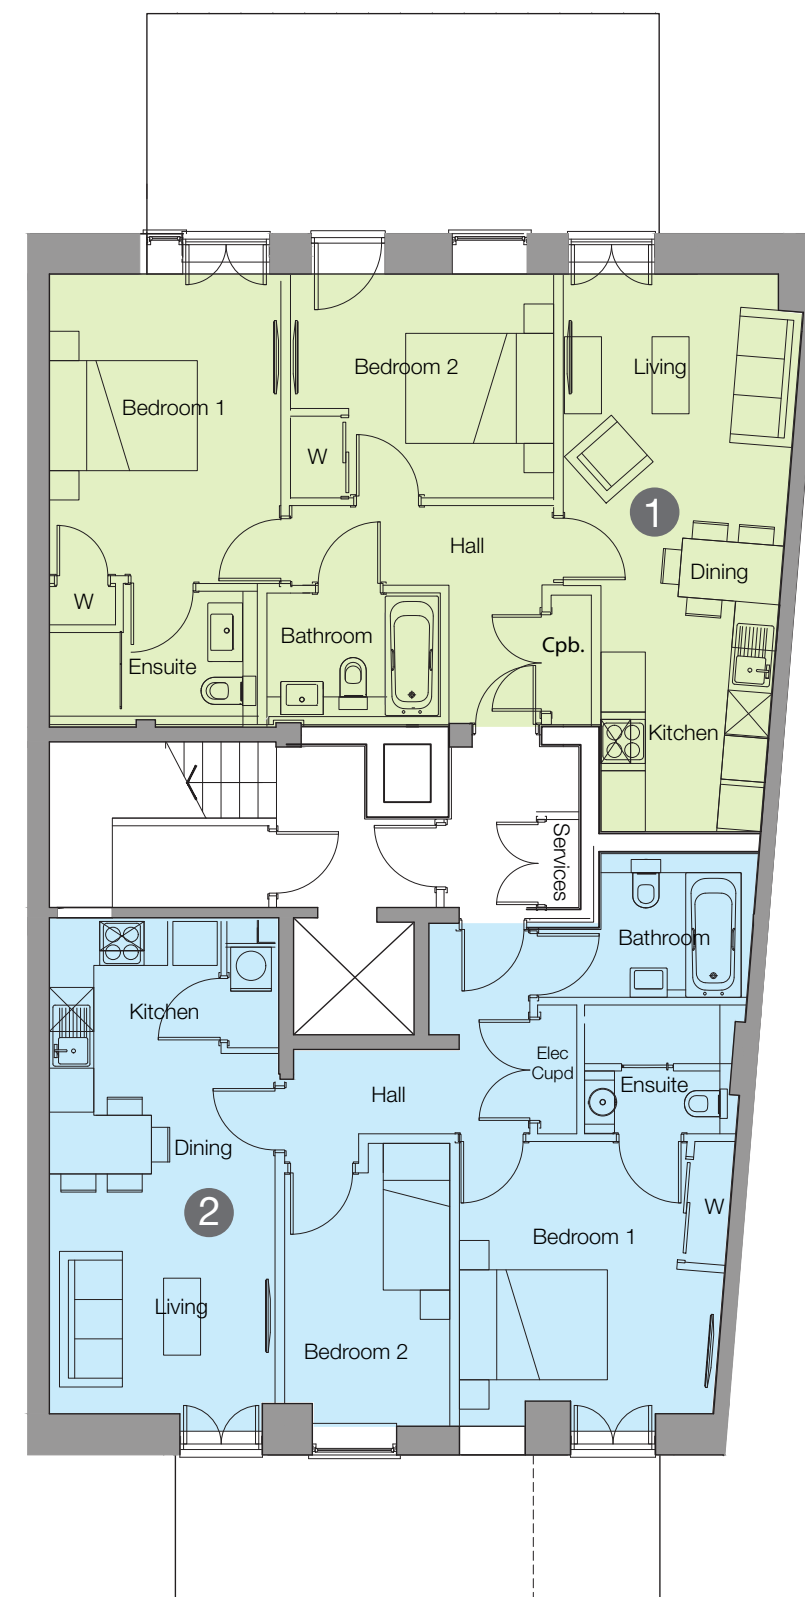 Bedroom 2
Living
Bedroom 1
W
1
Hall
Dining
W
Bathroom
Cpb.
Ensuite
Kitchen
Services
Bathroom
Kitchen
Elec
Cupd
Ensuite
Hall
Dining
W
2
Bedroom 1
Living
Bedroom 2